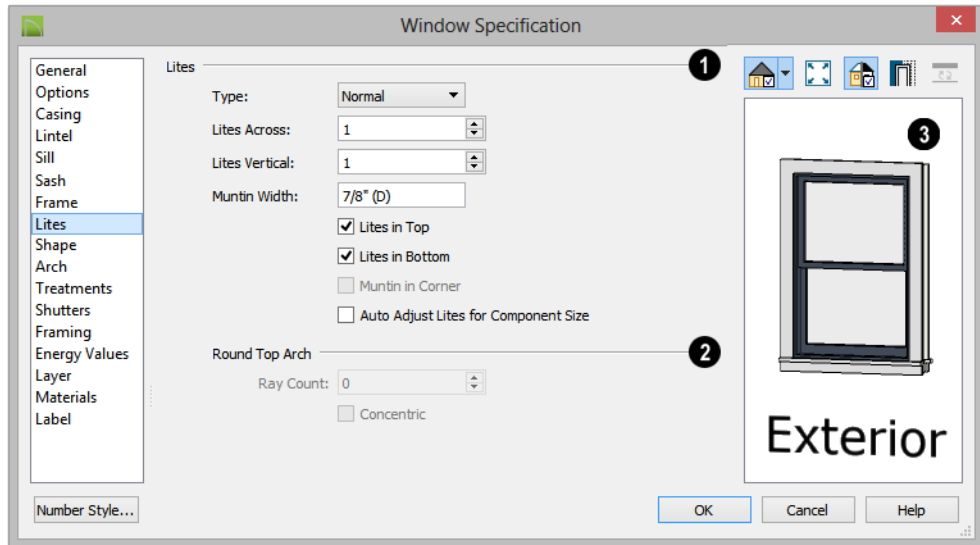 Window Specification
×
General
Options
Casing
Lintel
Sill
Sash
Frame
Lites
Shape
Arch
Treatments
Shutters
Framing
Energy Values
Layer
Materials
Label
Lites
1
Type: Normal
Lites Across: 1
Lites Vertical: 1
Muntin Width: 7/8" (D)
Lites in Top
Lites in Bottom
Muntin in Corner
Auto Adjust Lites for Component Size
Round Top Arch
2
Ray Count: 0
Concentric
3
Exterior
Number Style...
OK
Cancel
Help